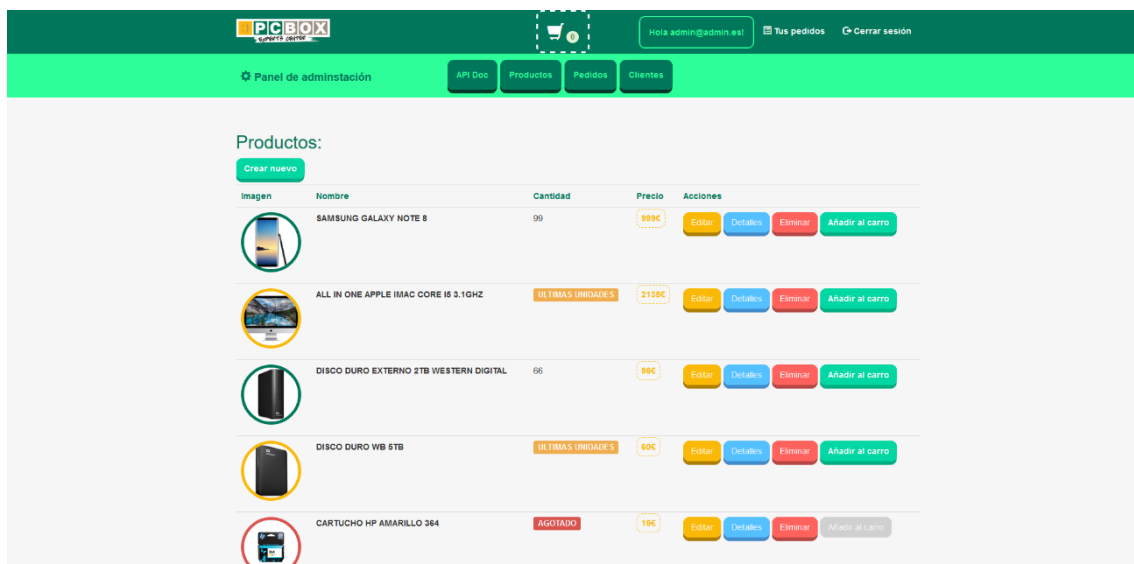 PCBOX
EXPERTS CENTER
0
Hola admin@admin.es!
Tus pedidos
Cerrar sesión
Panel de adminstación
API Doc
Productos
Pedidos
Clientes
Productos:
Crear nuevo
Imagen Nombre Cantidad Precio Acciones
SAMSUNG GALAXY NOTE 8 99 999€ Editar Detalles Eliminar Añadir al carro
ALL IN ONE APPLE IMAC CORE I5 3.1GHZ ULTIMAS UNIDADES 2135€ Editar Detalles Eliminar Añadir al carro
DISCO DURO EXTERNO 2TB WESTERN DIGITAL 66 Editar Detalles Eliminar Añadir al carro
DISCO DURO WB 5TB ULTIMAS UNIDADES 60€ Editar Detalles Eliminar Añadir al carro
CARTUCHO HP AMARILLO 364 AGOTADO 15€ Editar Detalles Eliminar Añadir al carro